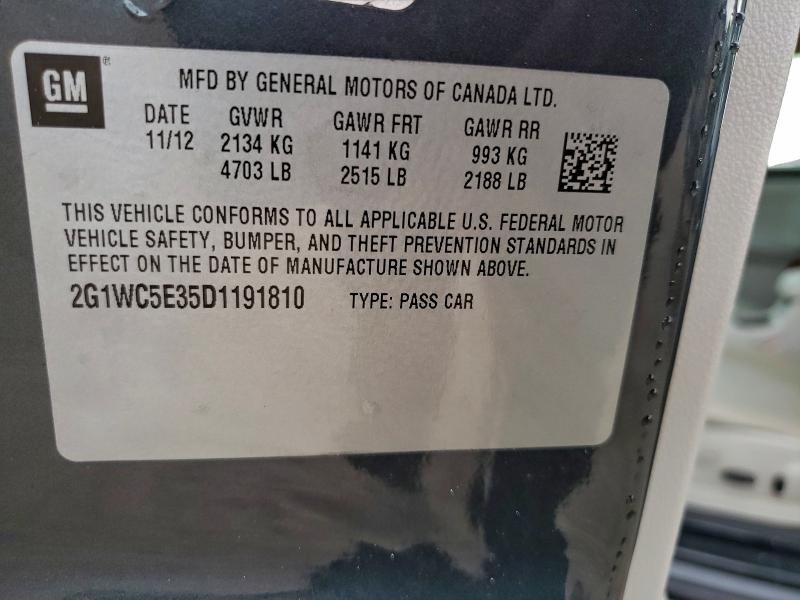 GM ®
MFD BY GENERAL MOTORS OF CANADA LTD.
DATE GVWR GAWR FRT GAWR RR
11/12 2134 KG 1141 KG 993 KG
4703 LB 2515 LB 2188 LB
THIS VEHICLE CONFORMS TO ALL APPLICABLE U.S. FEDERAL MOTOR
VEHICLE SAFETY, BUMPER, AND THEFT PREVENTION STANDARDS IN
EFFECT ON THE DATE OF MANUFACTURE SHOWN ABOVE.
2G1WC5E35D1191810 TYPE: PASS CAR